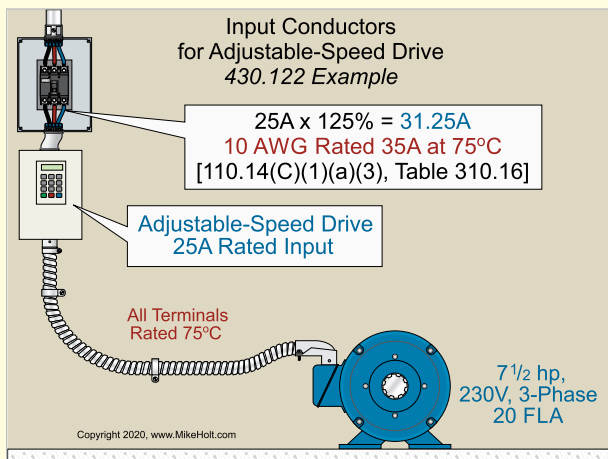 Input Conductors
for Adjustable-Speed Drive
430.122 Example
25A x 125% = 31.25A
10 AWG Rated 35A at 75ºC
[110.14(C)(1)(a)(3), Table 310.16]
Adjustable-Speed Drive
25A Rated Input
All Terminals
Rated 75ºC
7 1/2 hp,
230V, 3-Phase
20 FLA
Copyright 2020, www.MikeHolt.com